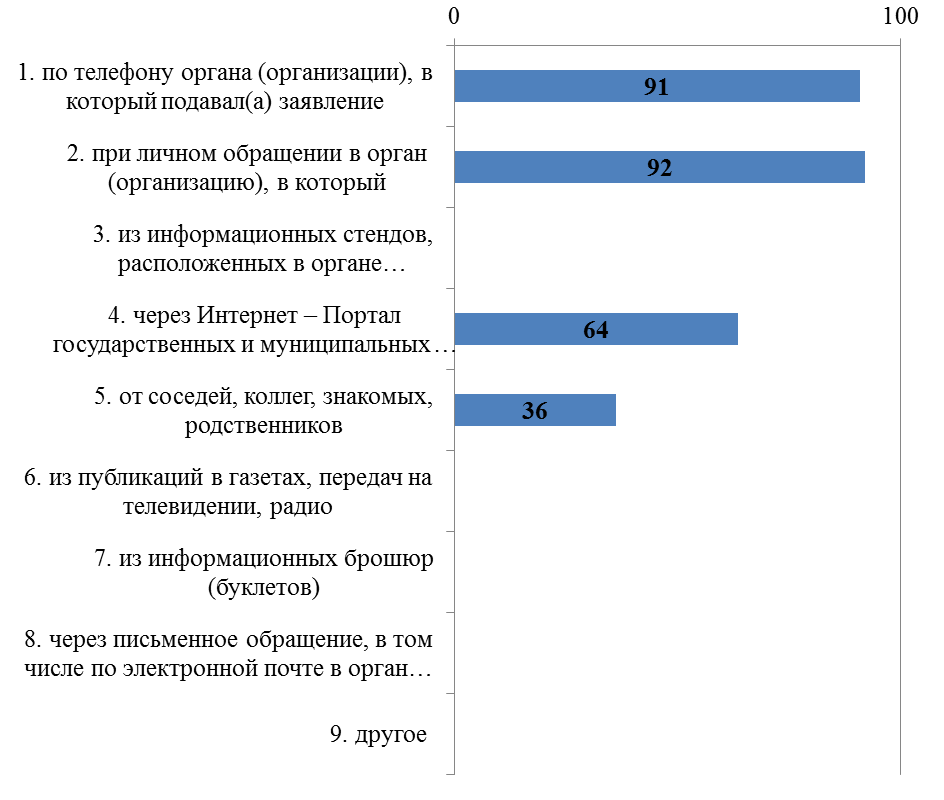 0 100
1. по телефону органа (организации), в
который подавал(а) заявление
91
2. при личном обращении в орган
(организацию), в который
92
3. из информационных стендов,
расположенных в органе…
4. через Интернет – Портал
государственных и муниципальных…
64
5. от соседей, коллег, знакомых,
родственников
36
6. из публикаций в газетах, передач на
телевидении, радио
7. из информационных брошюр
(буклетов)
8. через письменное обращение, в том
числе по электронной почте в орган…
9. другое